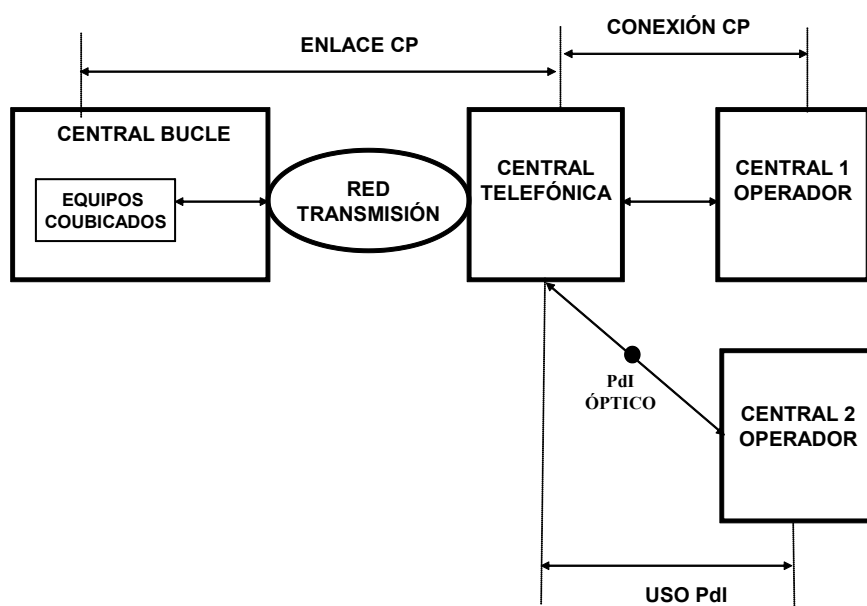 ENLACE CP
CONEXIÓN CP
CENTRAL BUCLE
EQUIPOS
COUBICADOS
RED
TRANSMISIÓN
CENTRAL
TELEFÓNICA
CENTRAL 1
OPERADOR
PdI
ÓPTICO
CENTRAL 2
OPERADOR
USO PdI